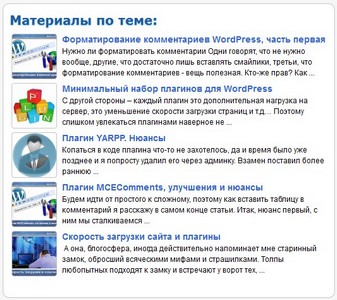 Материалы по теме:
Форматирование комментариев WordPress, часть первая
Нужно ли форматировать комментарии Одни говорят, что не нужно
вообще, другие, что достаточно лишь вставлять смайлики, третьи, что
форматирование комментариев - вещь полезная. Кто-же прав? Как ...
Минимальный набор плагинов для WordPress
С другой стороны – каждый плагин это дополнительная нагрузка на
сервер, это уменьшение скорости загрузки страниц и т.д... Поэтому
слишком увлекаться плагинами наверное не ...
Плагин YARPP. Нюансы
Копаться в коде плагина что-то не захотелось, да и время было уже
позднее и я попросту удалил его через админку. Взамен поставил более
раннюю ...
Плагин MCEComments, улучшения и нюансы
Будем идти от простого к сложному, поэтому как вставить таблицу в
комментарий я расскажу в самом конце статьи. Итак, нюанс первый, с
ним мы сталкиваемся ...
Скорость загрузки сайта и плагины
А она, блогосфера, иногда действительно напоминает мне старинный
замок, обросший всяческими мифами и страшилками. Толпы
любопытных подходят к замку и встречают у ворот тех, ...